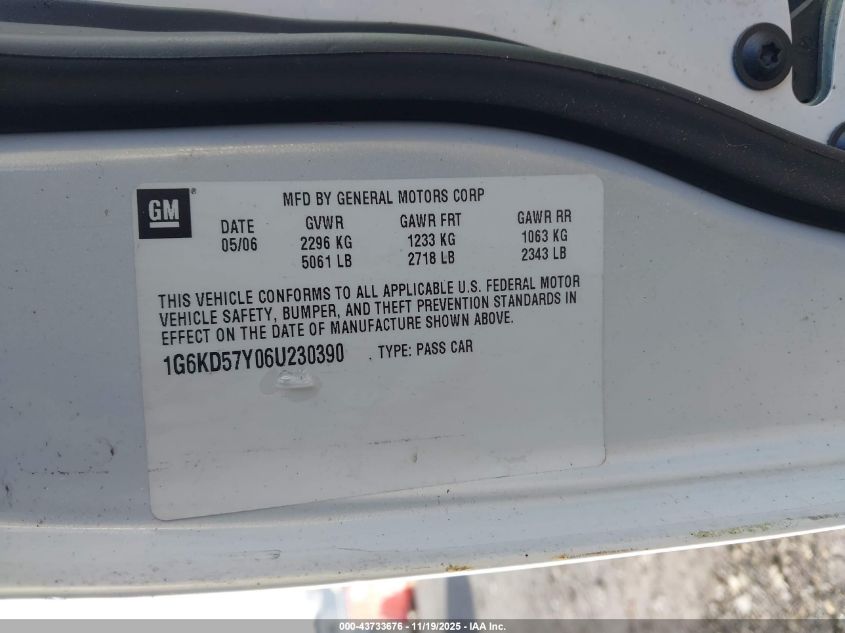 GM
®
MFD BY GENERAL MOTORS CORP
DATE GVWR GAWR FRT GAWR RR
05/06 2296 KG 1233 KG 1063 KG
5061 LB 2718 LB 2343 LB
THIS VEHICLE CONFORMS TO ALL APPLICABLE U.S. FEDERAL MOTOR
VEHICLE SAFETY, BUMPER, AND THEFT PREVENTION STANDARDS IN
EFFECT ON THE DATE OF MANUFACTURE SHOWN ABOVE.
1G6KD57Y06U230390 . TYPE: PASS CAR
000-43733676 - 11/19/2025 - IAA Inc.